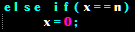 else if(x==n)
x=0;